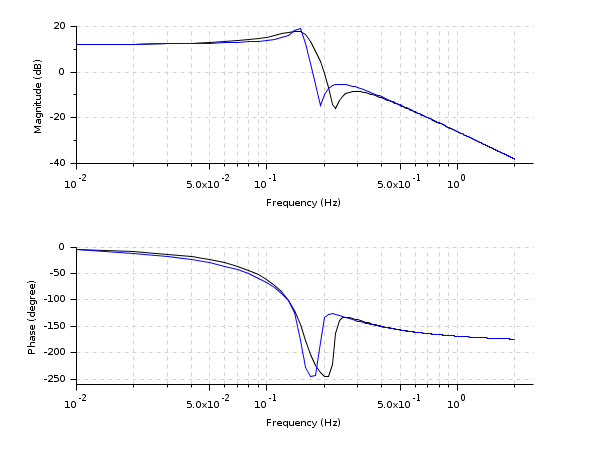 20
0
-20
-40
Magnitude (dB)
10^-2 5.0x10^-2 10^-1 5.0x10^-1 10^0
Frequency (Hz)
0
-50
-100
-150
-200
-250
Phase (degree)
10^-2 5.0x10^-2 10^-1 5.0x10^-1 10^0
Frequency (Hz)